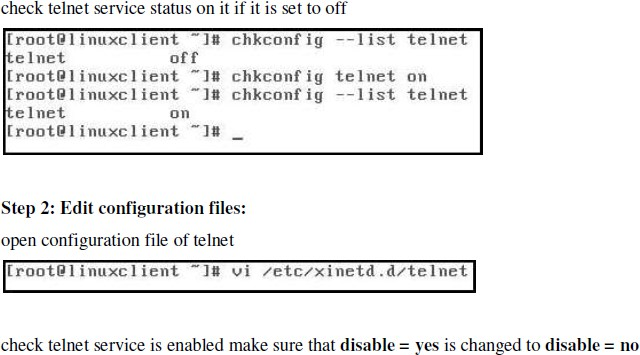 check telnet service status on it if it is set to off
[root@linuxclient ~]# chkconfig --list telnet
telnet          off
[root@linuxclient ~]# chkconfig telnet on
[root@linuxclient ~]# chkconfig --list telnet
telnet          on
[root@linuxclient ~]# _
Step 2: Edit configuration files:
open configuration file of telnet
[root@linuxclient ~]# vi /etc/xinetd.d/telnet
check telnet service is enabled make sure that disable = yes is changed to disable = no